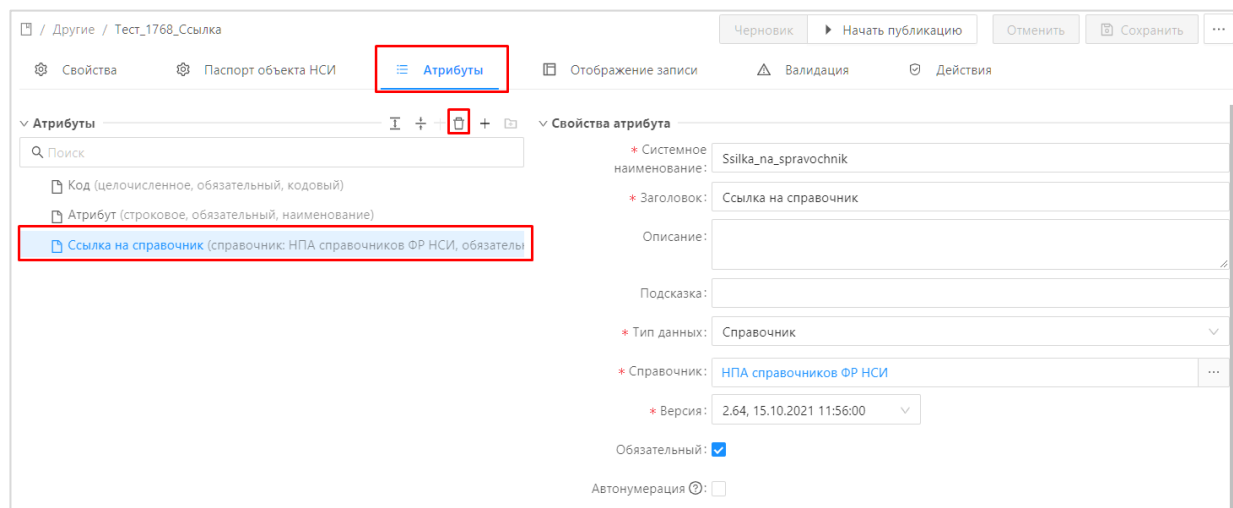 / Другие / Тест_1768_Ссылка
Черновик Начать публикацию Отменить Сохранить ...
Свойства Паспорт объекта НСИ Атрибуты Отображение записи Валидация Действия
Атрибуты
Поиск
Код (целочисленное, обязательный, кодовый)
Атрибут (строковое, обязательный, наименование)
Ссылка на справочник (справочник: НПА справочников ФР НСИ, обязательн
Свойства атрибута
* Системное
наименование: Ssilka_na_spravochnik
* Заголовок: Ссылка на справочник
Описание:
Подсказка:
* Тип данных: Справочник
* Справочник: НПА справочников ФР НСИ ...
* Версия: 2.64, 15.10.2021 11:56:00
Обязательный:
Автонумерация ?: